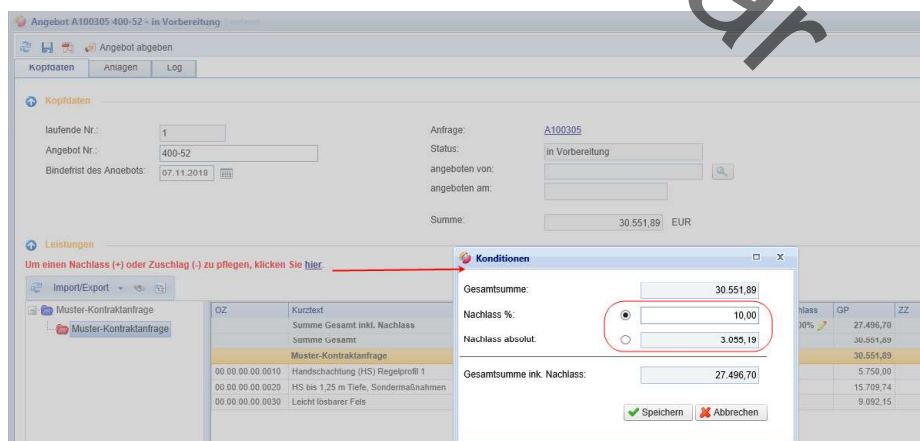 ar
Angebot A100305 400-52 - in Vorbereitung
Angebot abgeben
Kopfdaten Anlagen Log
Kopfdaten
laufende Nr.: 1 Anfrage: A100305
Angebot Nr.: 400-52 Status: in Vorbereitung
Bindefrist des Angebots: 07.11.2018 angeboten von:
angeboten am:
Summe: 30.551,89 EUR
Leistungen
Um einen Nachlass (+) oder Zuschlag (-) zu pflegen, klicken Sie hier.
Import/Export
Muster-Kontraktanfrage
Muster-Kontraktanfrage
OZ Kurztext hlass GP ZZ
Summe Gesamt inkl. Nachlass 00% 27.496,70
Summe Gesamt 30.551,89
Muster-Kontraktanfrage 30.551,89
00.00.00.00.0010 Handschachtung (HS) Regelprofil 1 5.750,00
00.00.00.00.0020 HS bis 1,25 m Tiefe, Sondermaßnahmen 15.709,74
00.00.00.00.0030 Leicht lösbarer Fels 9.092,15
Konditionen
Gesamtsumme: 30.551,89
Nachlass %: 10,00
Nachlass absolut: 3.055,19
Gesamtsumme ink. Nachlass: 27.496,70
Speichern Abbrechen